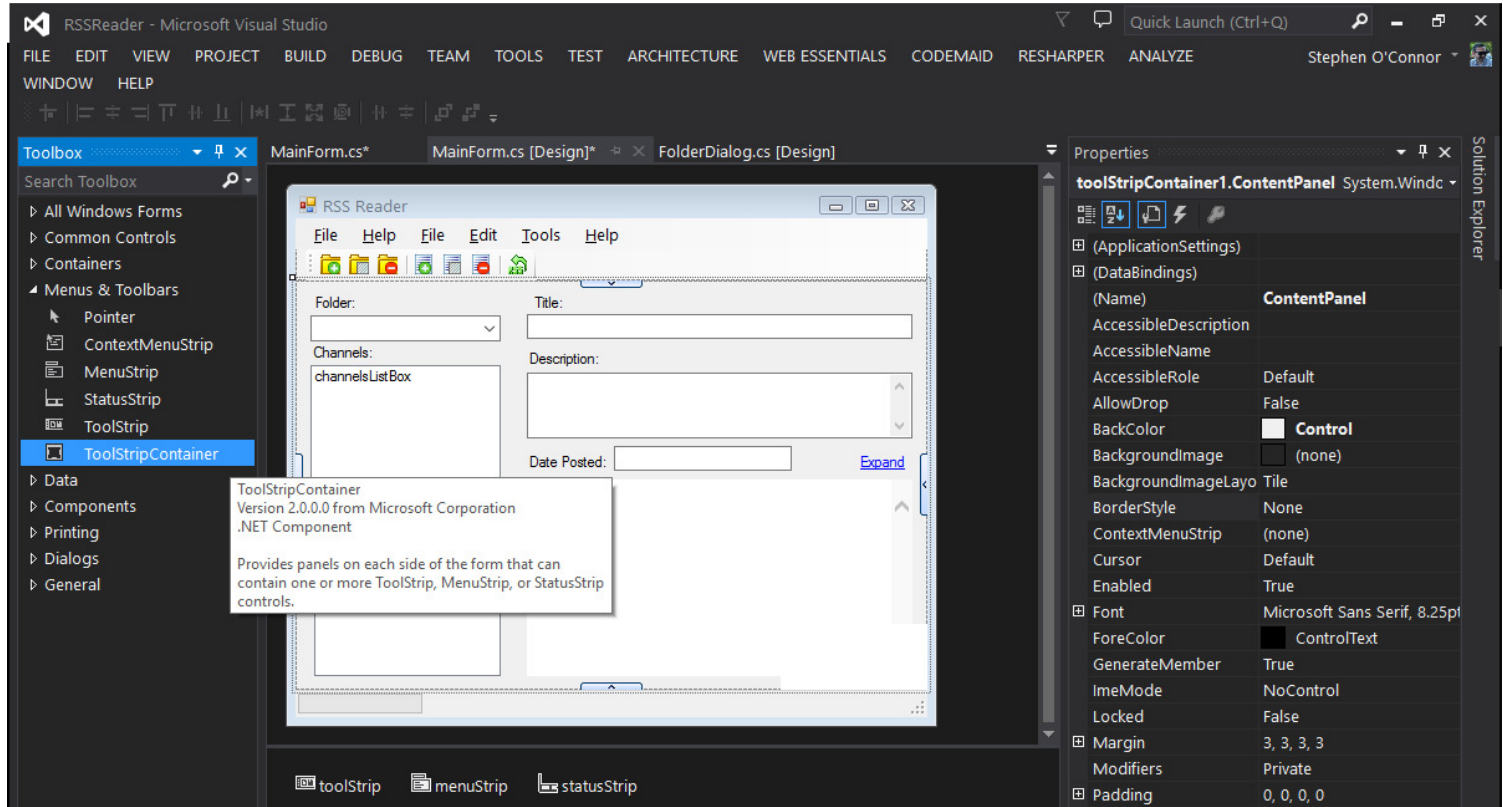 RSSReader - Microsoft Visual Studio
Quick Launch (Ctrl+Q)
FILE EDIT VIEW PROJECT BUILD DEBUG TEAM TOOLS TEST ARCHITECTURE WEB ESSENTIALS CODEMAID RESHARPER ANALYZE
Stephen O'Connor
WINDOW HELP
Toolbox
Search Toolbox
All Windows Forms
Common Controls
Containers
Menus & Toolbars
Pointer
ContextMenuStrip
MenuStrip
StatusStrip
ToolStrip
ToolStripContainer
Data
Components
Printing
Dialogs
General
MainForm.cs* MainForm.cs [Design]* FolderDialog.cs [Design]
RSS Reader
File Help File Edit Tools Help
Folder:
Title:
Channels:
channelsListBox
Description:
Date Posted:
Expand
ToolStripContainer
Version 2.0.0.0 from Microsoft Corporation
.NET Component
Provides panels on each side of the form that can
contain one or more ToolStrip, MenuStrip, or StatusStrip
controls.
toolStrip menuStrip statusStrip
Properties
toolStripContainer1.ContentPanel System.Windc
(ApplicationSettings)
(DataBindings)
(Name) ContentPanel
AccessibleDescription
AccessibleName
AccessibleRole Default
AllowDrop False
BackColor Control
BackgroundImage (none)
BackgroundImageLayo Tile
BorderStyle None
ContextMenuStrip (none)
Cursor Default
Enabled True
Font Microsoft Sans Serif, 8.25pt
ForeColor ControlText
GenerateMember True
ImeMode NoControl
Locked False
Margin 3, 3, 3, 3
Modifiers Private
Padding 0, 0, 0, 0
Solution Explorer